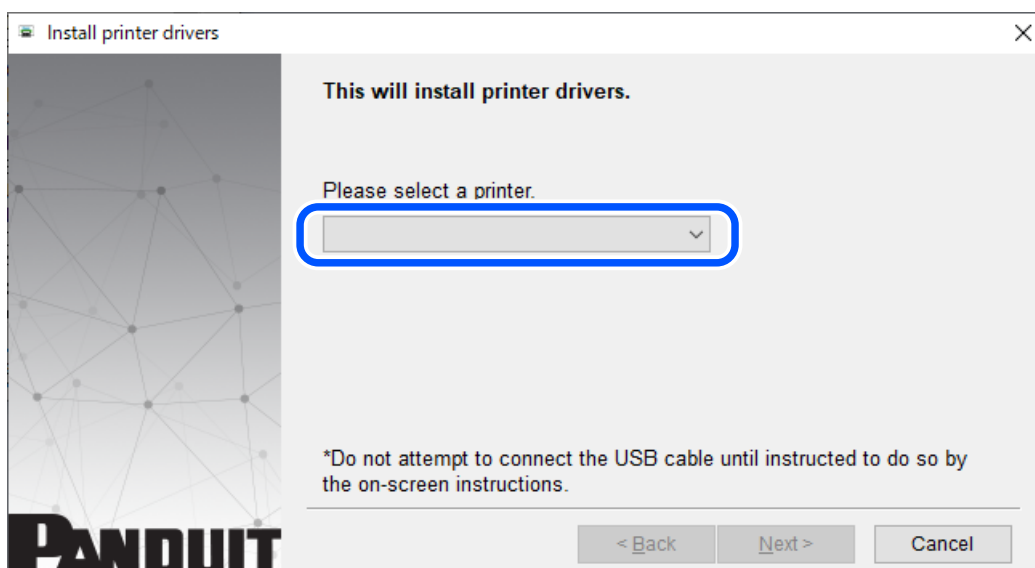 Install printer drivers
This will install printer drivers.
Please select a printer.
*Do not attempt to connect the USB cable until instructed to do so by
the on-screen instructions.
PANDUIT
< Back Next > Cancel